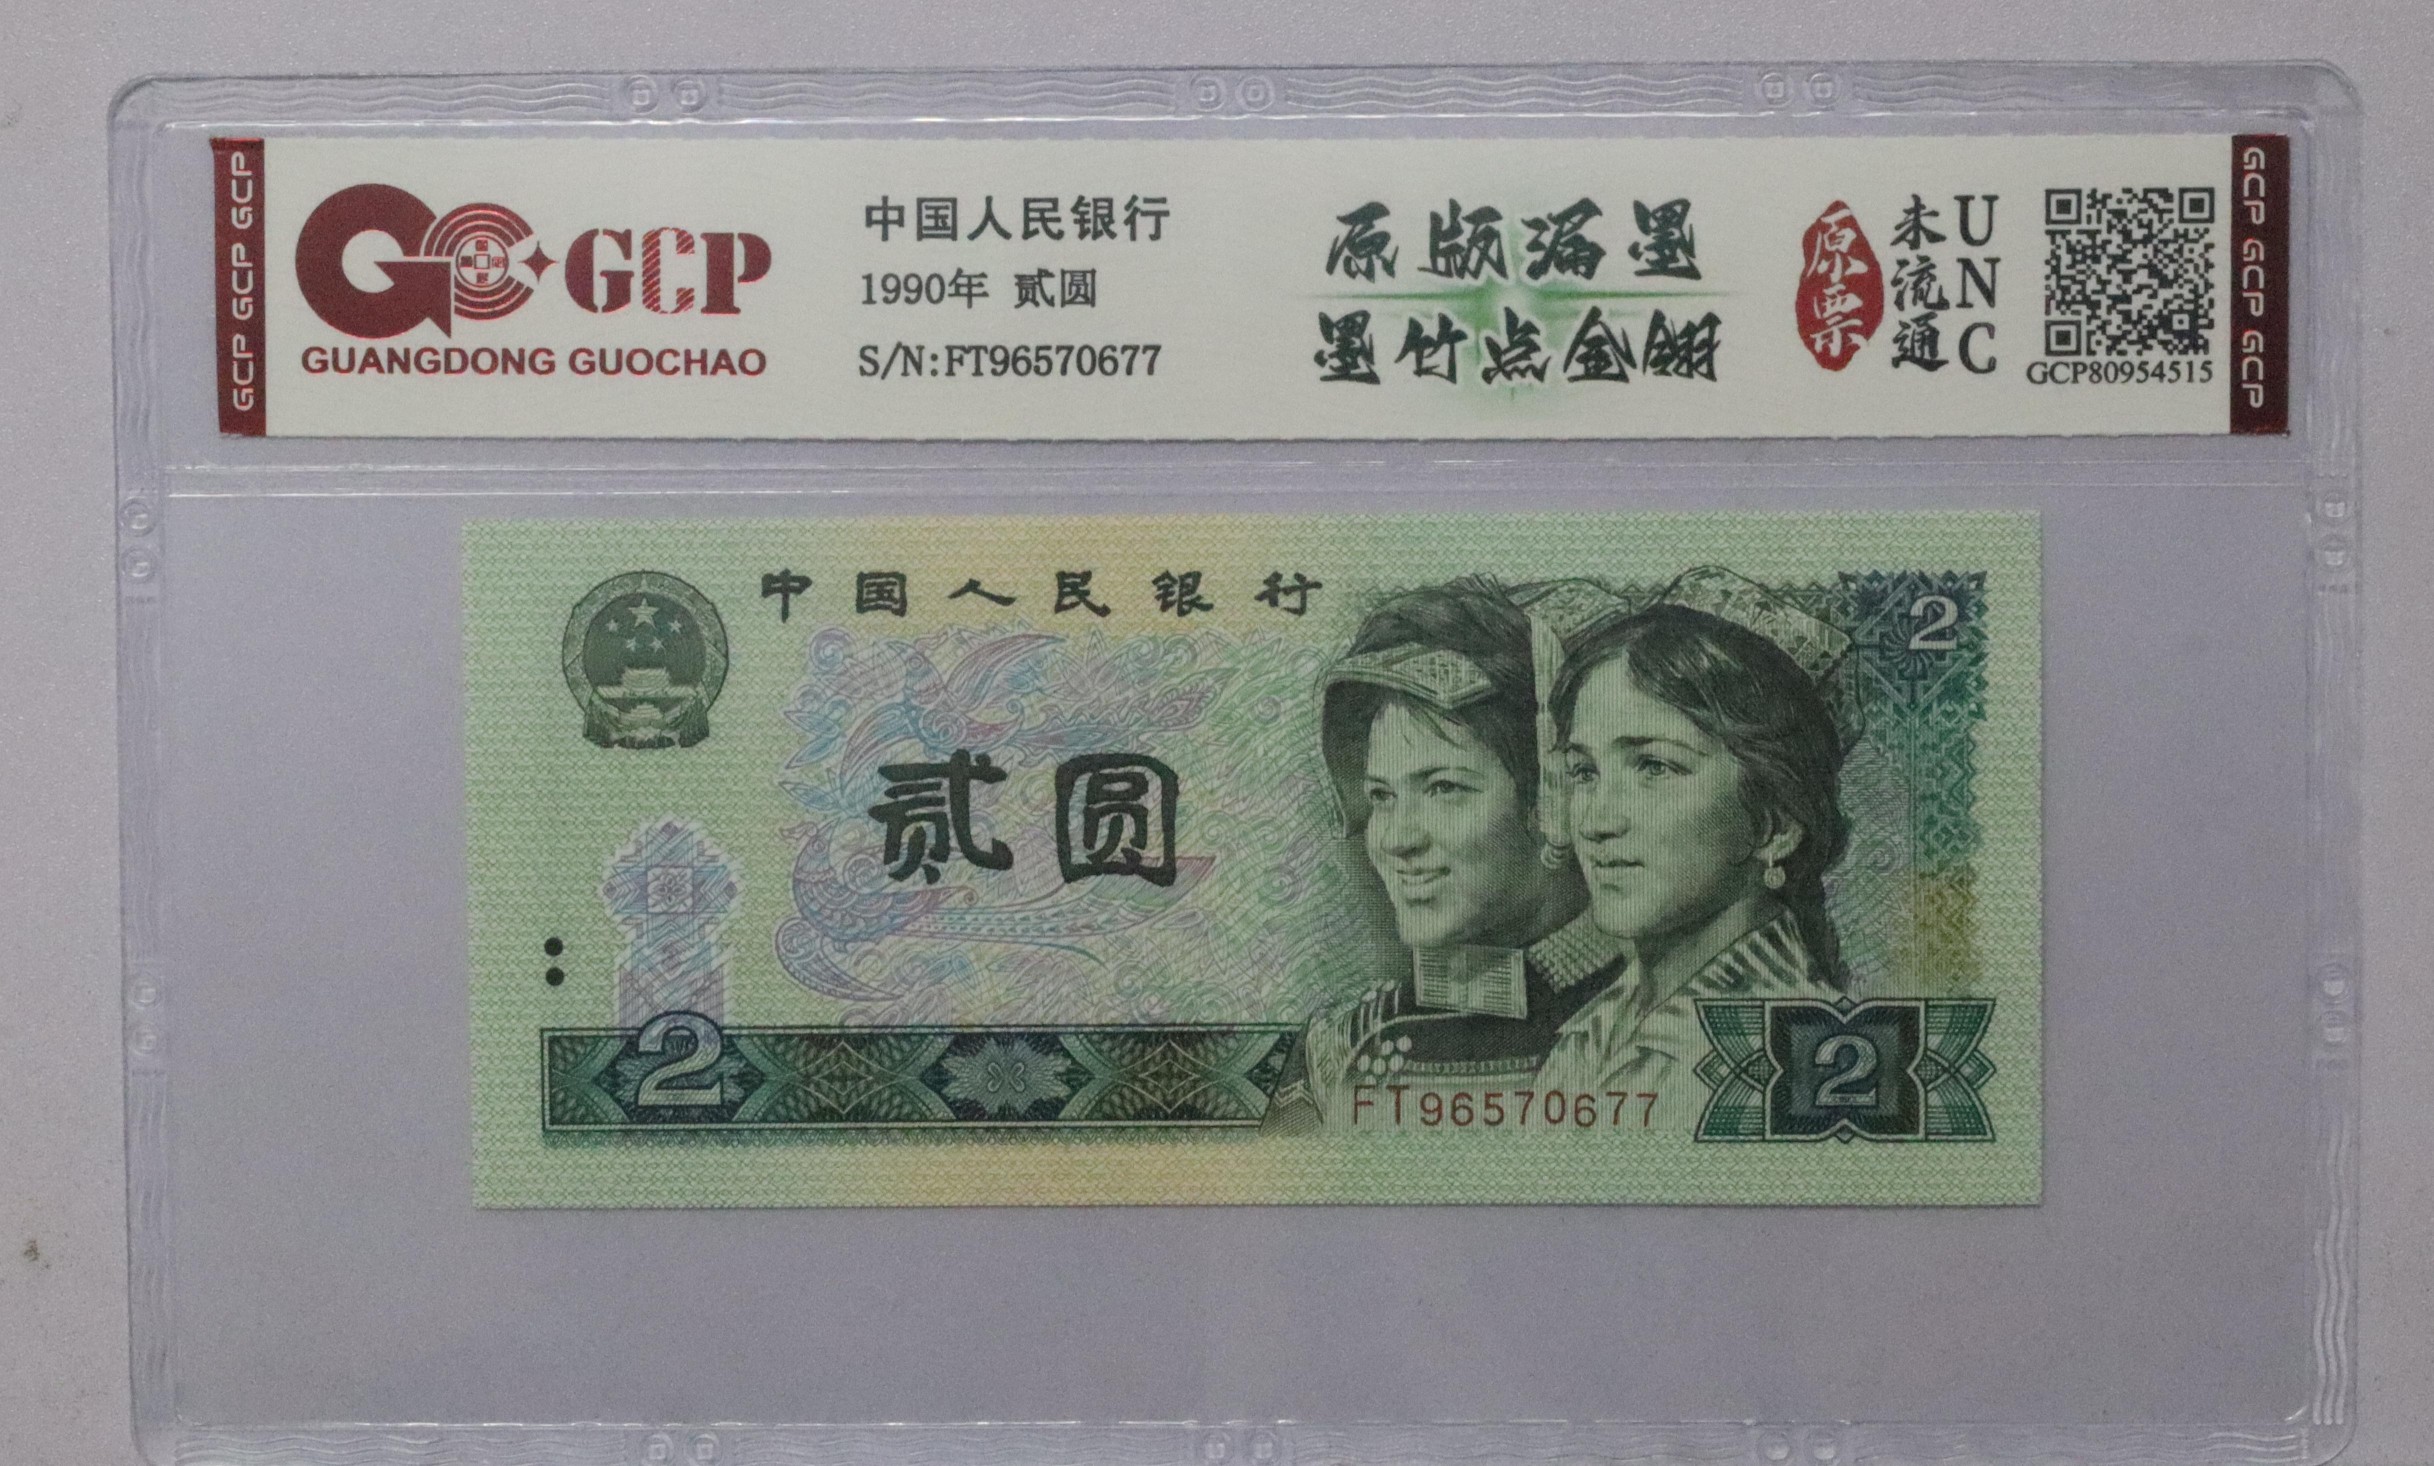 GCP GCP GCP
GCP
GUANGDONG GUOCHAO
中国人民银行
1990年 贰圆
S/N:FT96570677
原版漏墨
墨竹点金翎
原票
未流通
UNC
GCP80954515
GCP GCP GCP
中国人民银行
2
贰圆
2
FT96570677
2